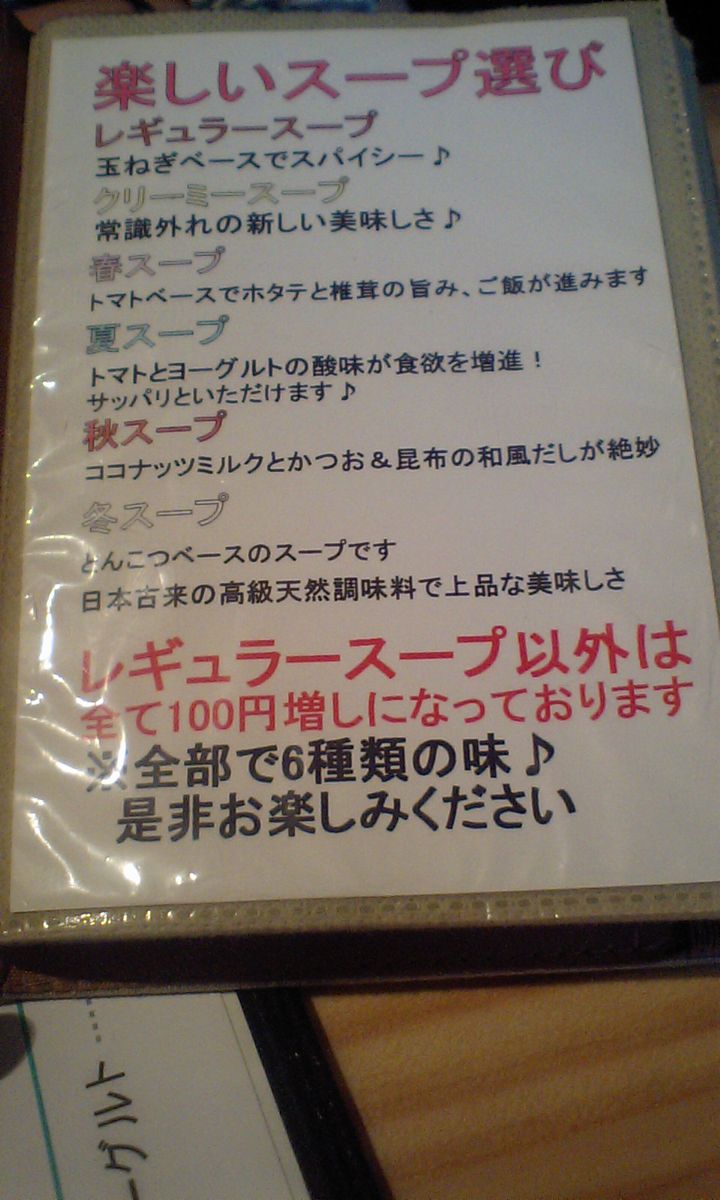 楽しいスープ選び
レギュラースープ
玉ねぎベースでスパイシー♪
クリーミースープ
常識外れの新しい美味しさ♪
春スープ
トマトベースでホタテと椎茸の旨み、ご飯が進みます
夏スープ
トマトとヨーグルトの酸味が食欲を増進！
サッパリといただけます♪
秋スープ
ココナッツミルクとかつお＆昆布の和風だしが絶妙
冬スープ
とんこつベースのスープです
日本古来の高級天然調味料で上品な美味しさ
レギュラースープ以外は
全て100円増しになっております
※全部で6種類の味♪
是非お楽しみください
ーグルト ‥‥